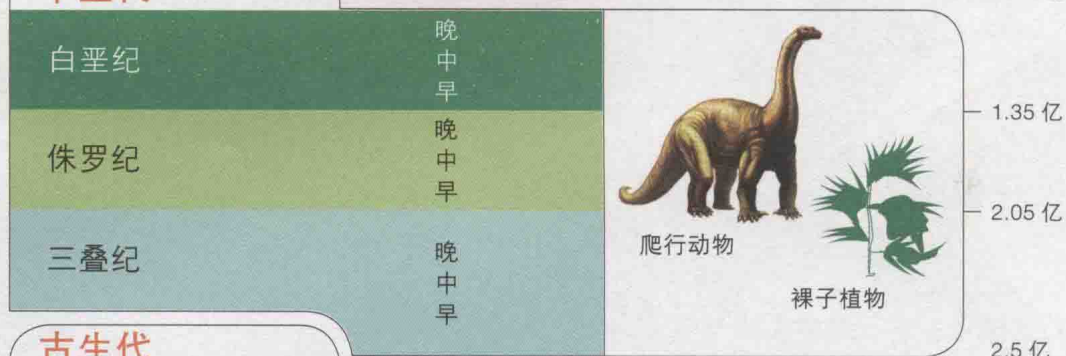 白垩纪
晚
中
早
1.35 亿
侏罗纪
晚
中
早
2.05 亿
爬行动物
三叠纪
晚
中
早
裸子植物
古生代
2.5 亿